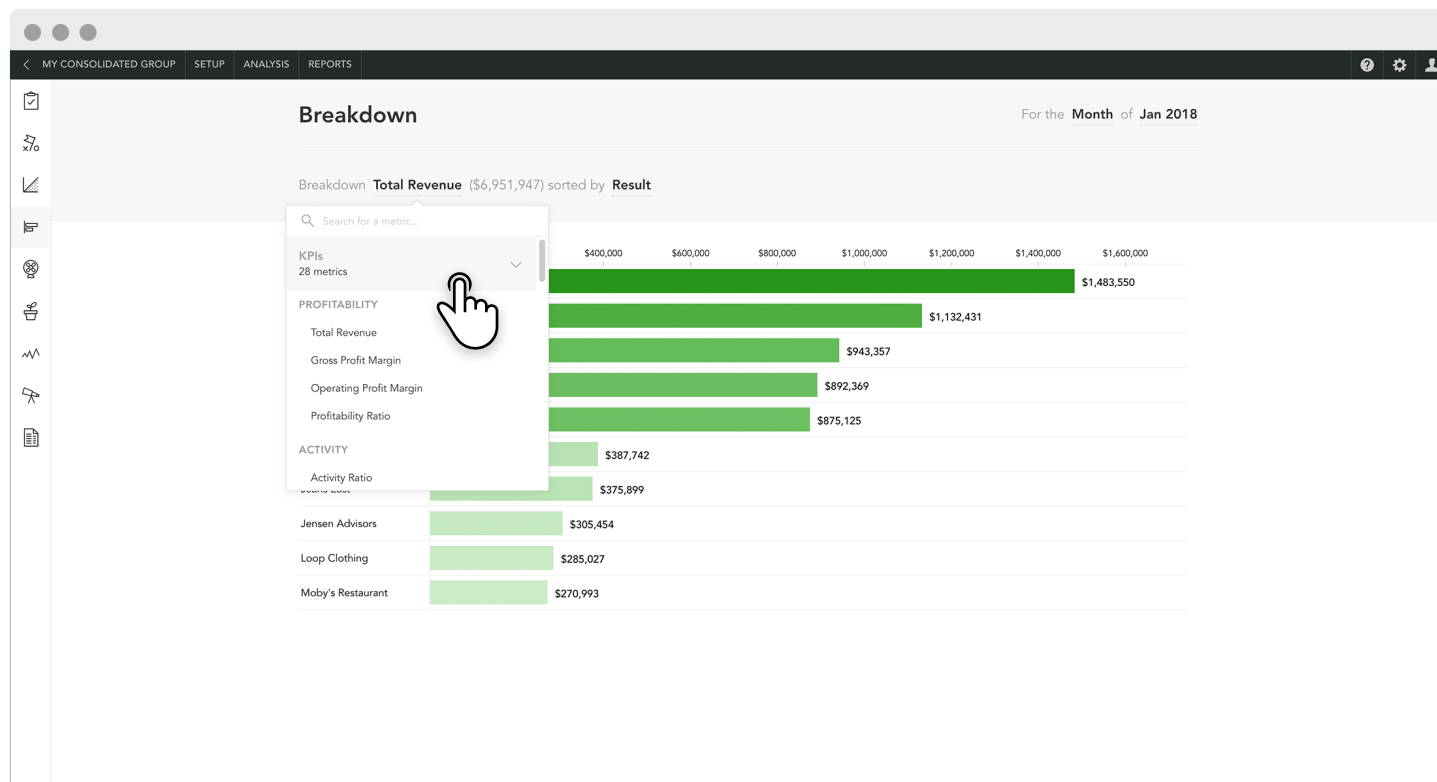 MY CONSOLIDATED GROUP SETUP ANALYSIS REPORTS
Breakdown
For the Month of Jan 2018
Breakdown Total Revenue ($6,951,947) sorted by Result
Search for a metric...
KPIs
28 metrics
PROFITABILITY
Total Revenue
Gross Profit Margin
Operating Profit Margin
Profitability Ratio
ACTIVITY
Activity Ratio
$400,000 $600,000 $800,000 $1,000,000 $1,200,000 $1,400,000 $1,600,000
$1,483,550
$1,132,431
$943,357
$892,369
$875,125
$387,742
$375,899
Jensen Advisors $305,454
Loop Clothing $285,027
Moby's Restaurant $270,993